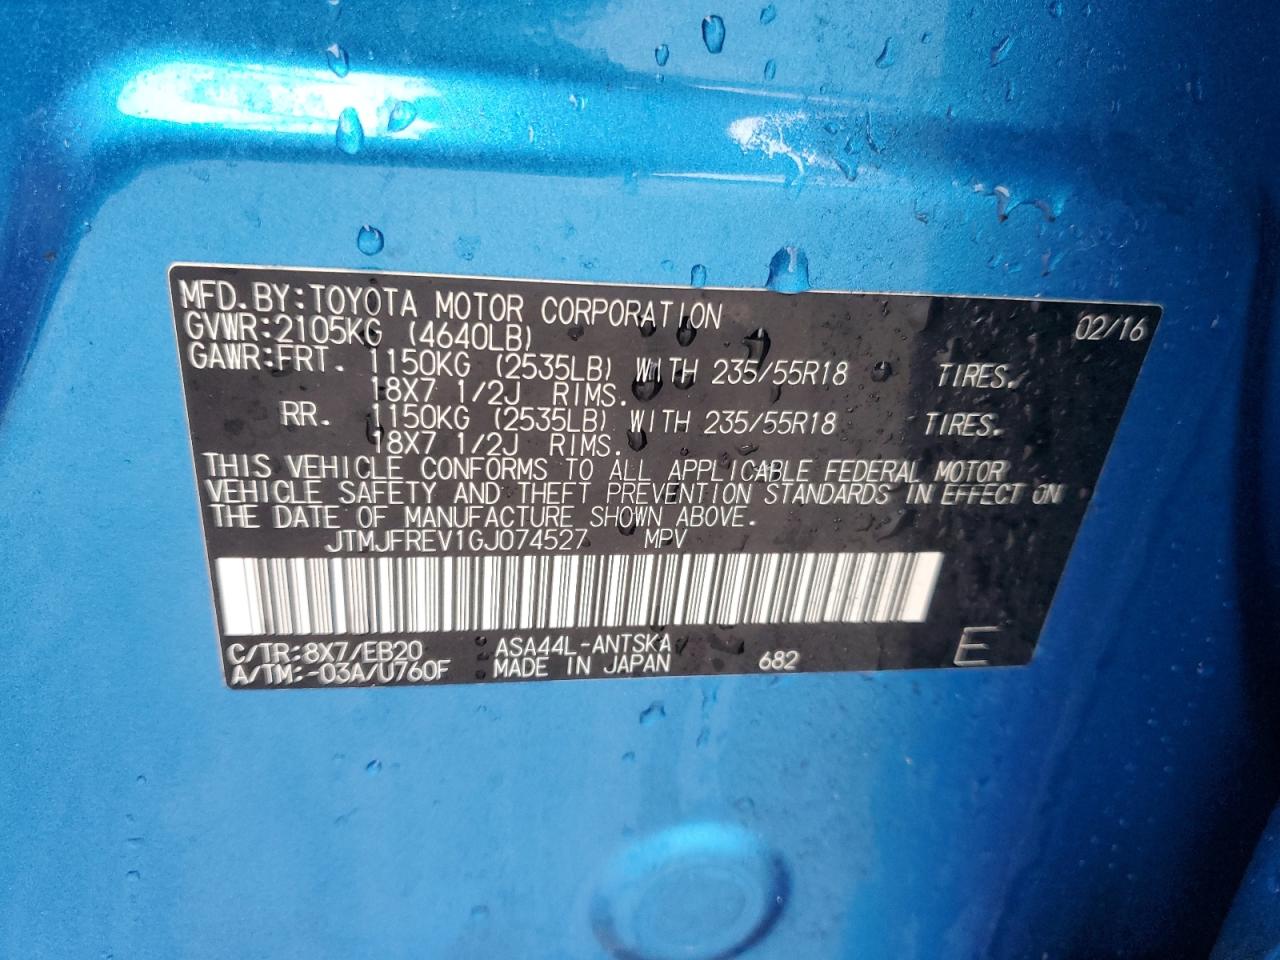 MFD.BY:TOYOTA MOTOR CORPORATION 02/16
GVWR:2105KG (4640LB)
GAWR:FRT. 1150KG (2535LB) WITH 235/55R18 TIRES.
18X7 1/2J RIMS.
RR. 1150KG (2535LB) WITH 235/55R18 TIRES.
18X7 1/2J RIMS.
THIS VEHICLE CONFORMS TO ALL APPLICABLE FEDERAL MOTOR
VEHICLE SAFETY AND THEFT PREVENTION STANDARDS IN EFFECT ON
THE DATE OF MANUFACTURE SHOWN ABOVE.
JTMJFREV1GJ074527 MPV
C/TR:8X7/EB20 ASA44L-ANTSKA
A/TM:-03A/U760F MADE IN JAPAN 682 E